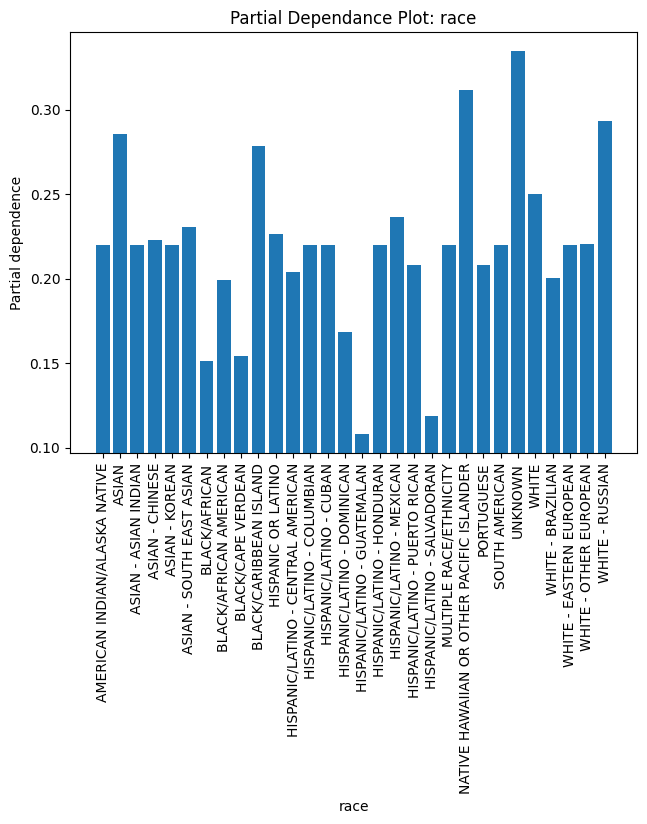 Partial Dependance Plot: race
Partial dependence
0.30
0.25
0.20
0.15
0.10
AMERICAN INDIAN/ALASKA NATIVE
ASIAN
ASIAN - ASIAN INDIAN
ASIAN - CHINESE
ASIAN - KOREAN
ASIAN - SOUTH EAST ASIAN
BLACK/AFRICAN
BLACK/AFRICAN AMERICAN
BLACK/CAPE VERDEAN
BLACK/CARIBBEAN ISLAND
HISPANIC OR LATINO
HISPANIC/LATINO - CENTRAL AMERICAN
HISPANIC/LATINO - COLUMBIAN
HISPANIC/LATINO - CUBAN
HISPANIC/LATINO - DOMINICAN
HISPANIC/LATINO - GUATEMALAN
HISPANIC/LATINO - HONDURAN
HISPANIC/LATINO - MEXICAN
HISPANIC/LATINO - PUERTO RICAN
HISPANIC/LATINO - SALVADORAN
MULTIPLE RACE/ETHNICITY
NATIVE HAWAIIAN OR OTHER PACIFIC ISLANDER
PORTUGUESE
SOUTH AMERICAN
UNKNOWN
WHITE
WHITE - BRAZILIAN
WHITE - EASTERN EUROPEAN
WHITE - OTHER EUROPEAN
WHITE - RUSSIAN
race